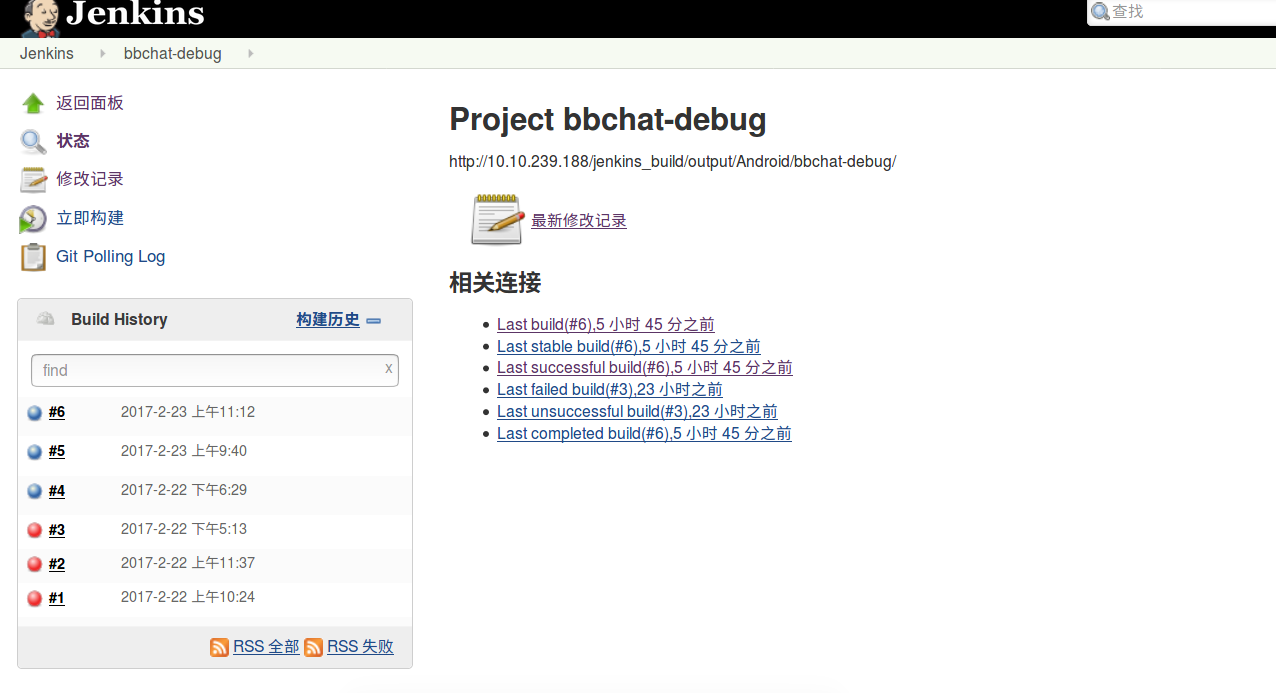 Jenkins
查找
Jenkins bbchat-debug
返回面板
状态
修改记录
立即构建
Git Polling Log
Build History 构建历史
find X
#6 2017-2-23 上午11:12
#5 2017-2-23 上午9:40
#4 2017-2-22 下午6:29
#3 2017-2-22 下午5:13
#2 2017-2-22 上午11:37
#1 2017-2-22 上午10:24
RSS 全部 RSS 失败
Project bbchat-debug
http://10.10.239.188/jenkins_build/output/Android/bbchat-debug/
最新修改记录
相关连接
Last build(#6),5 小时 45 分之前
Last stable build(#6),5 小时 45 分之前
Last successful build(#6),5 小时 45 分之前
Last failed build(#3),23 小时之前
Last unsuccessful build(#3),23 小时之前
Last completed build(#6),5 小时 45 分之前